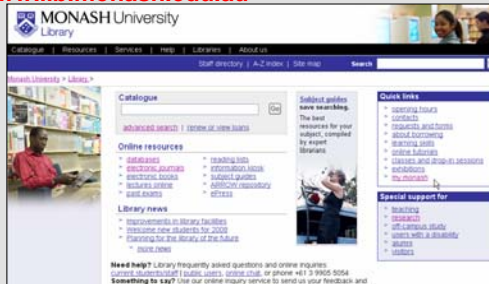 MONASH University
Library
Catalogue | Resources | Services | Help | Libraries | About us
Staff directory | A-Z index | Site map Search
Monash University > Library >
Catalogue
Go
advanced search | renew or view loans
Online resources
databases
electronic journals
electronic books
lectures online
past exams
reading lists
information kiosk
subject guides
ARROW repository
ePress
Library news
Improvements in library facilities
Welcome new students for 2008
Planning for the library of the future
more news
Need help? Library frequently asked questions and online inquiries
current students/staff | public users, online chat, or phone +61 3 9905 5054
Something to say? Use our online inquiry service to send us your feedback and
Subject guides
save searching.
The best
resources for your
subject, compiled
by expert
librarians
Quick links
opening hours
contacts
requests and forms
about borrowing
learning skills
online tutorials
classes and drop-in sessions
exhibitions
my.monash
Special support for
teaching
research
off-campus study
users with a disability
alumni
visitors